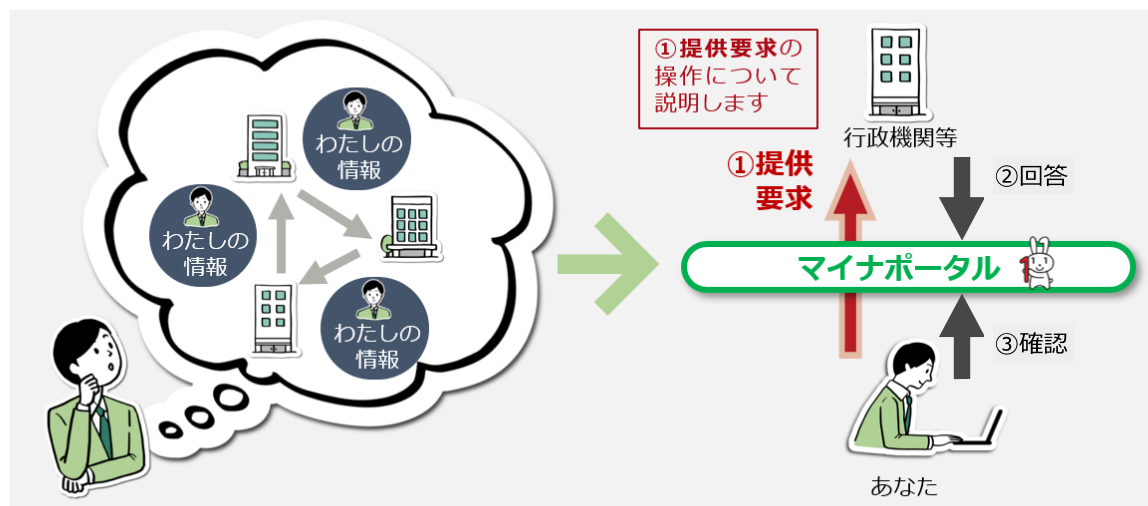 わたしの
情報
わたしの
情報
わたしの
情報
①提供要求の
操作について
説明します
行政機関等
①提供
要求
②回答
マイナポータル
③確認
あなた